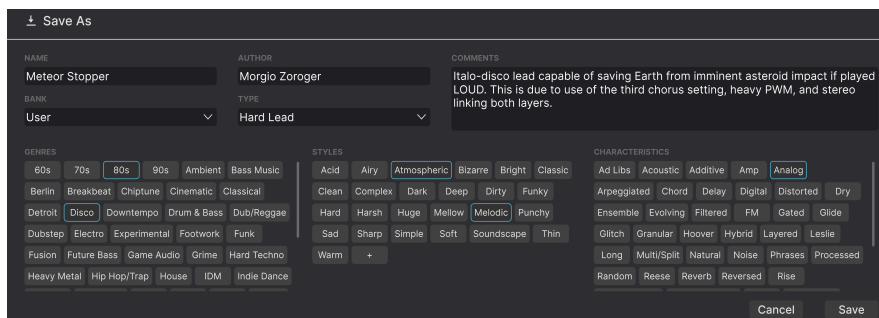 Save As
NAME
AUTHOR
COMMENTS
Meteor Stopper
Morgio Zoroger
Italo-disco lead capable of saving Earth from imminent asteroid impact if played
LOUD. This is due to use of the third chorus setting, heavy PWM, and stereo
linking both layers.
BANK
TYPE
User
Hard Lead
GENRES
60s 70s 80s 90s Ambient Bass Music
Berlin Breakbeat Chiptune Cinematic Classical
Detroit Disco Downtempo Drum & Bass Dub/Reggae
Dubstep Electro Experimental Footwork Funk
Fusion Future Bass Game Audio Grime Hard Techno
Heavy Metal Hip Hop/Trap House IDM Indie Dance
STYLES
Acid Airy Atmospheric Bizarre Bright Classic
Clean Complex Dark Deep Dirty Funky
Hard Harsh Huge Mellow Melodic Punchy
Sad Sharp Simple Soft Soundscape Thin
Warm +
CHARACTERISTICS
Ad Libs Acoustic Additive Amp Analog
Arpeggiated Chord Delay Digital Distorted Dry
Ensemble Evolving Filtered FM Gated Glide
Glitch Granular Hoover Hybrid Layered Leslie
Long Multi/Split Natural Noise Phrases Processed
Random Reese Reverb Reversed Rise
Cancel Save